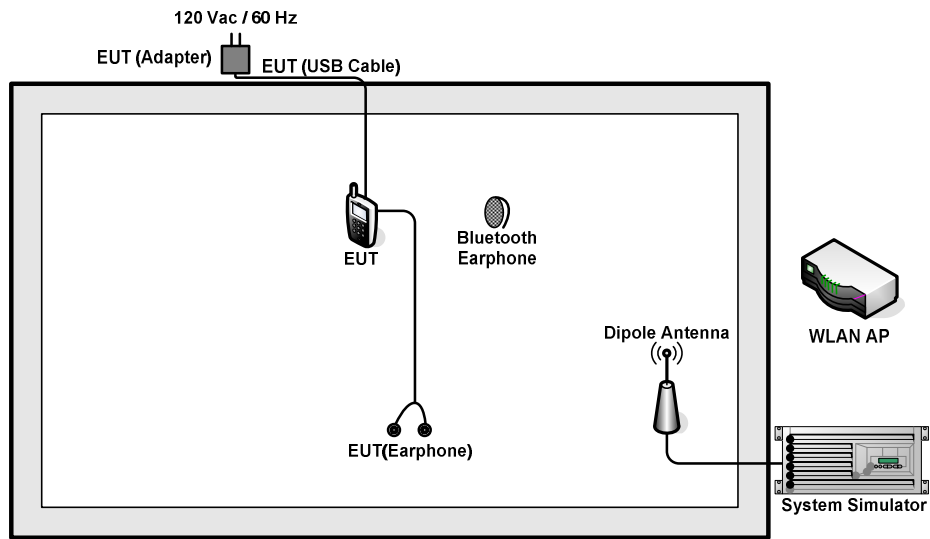 120 Vac / 60 Hz
EUT (Adapter)
EUT (USB Cable)
EUT
Bluetooth
Earphone
WLAN AP
Dipole Antenna
EUT(Earphone)
System Simulator